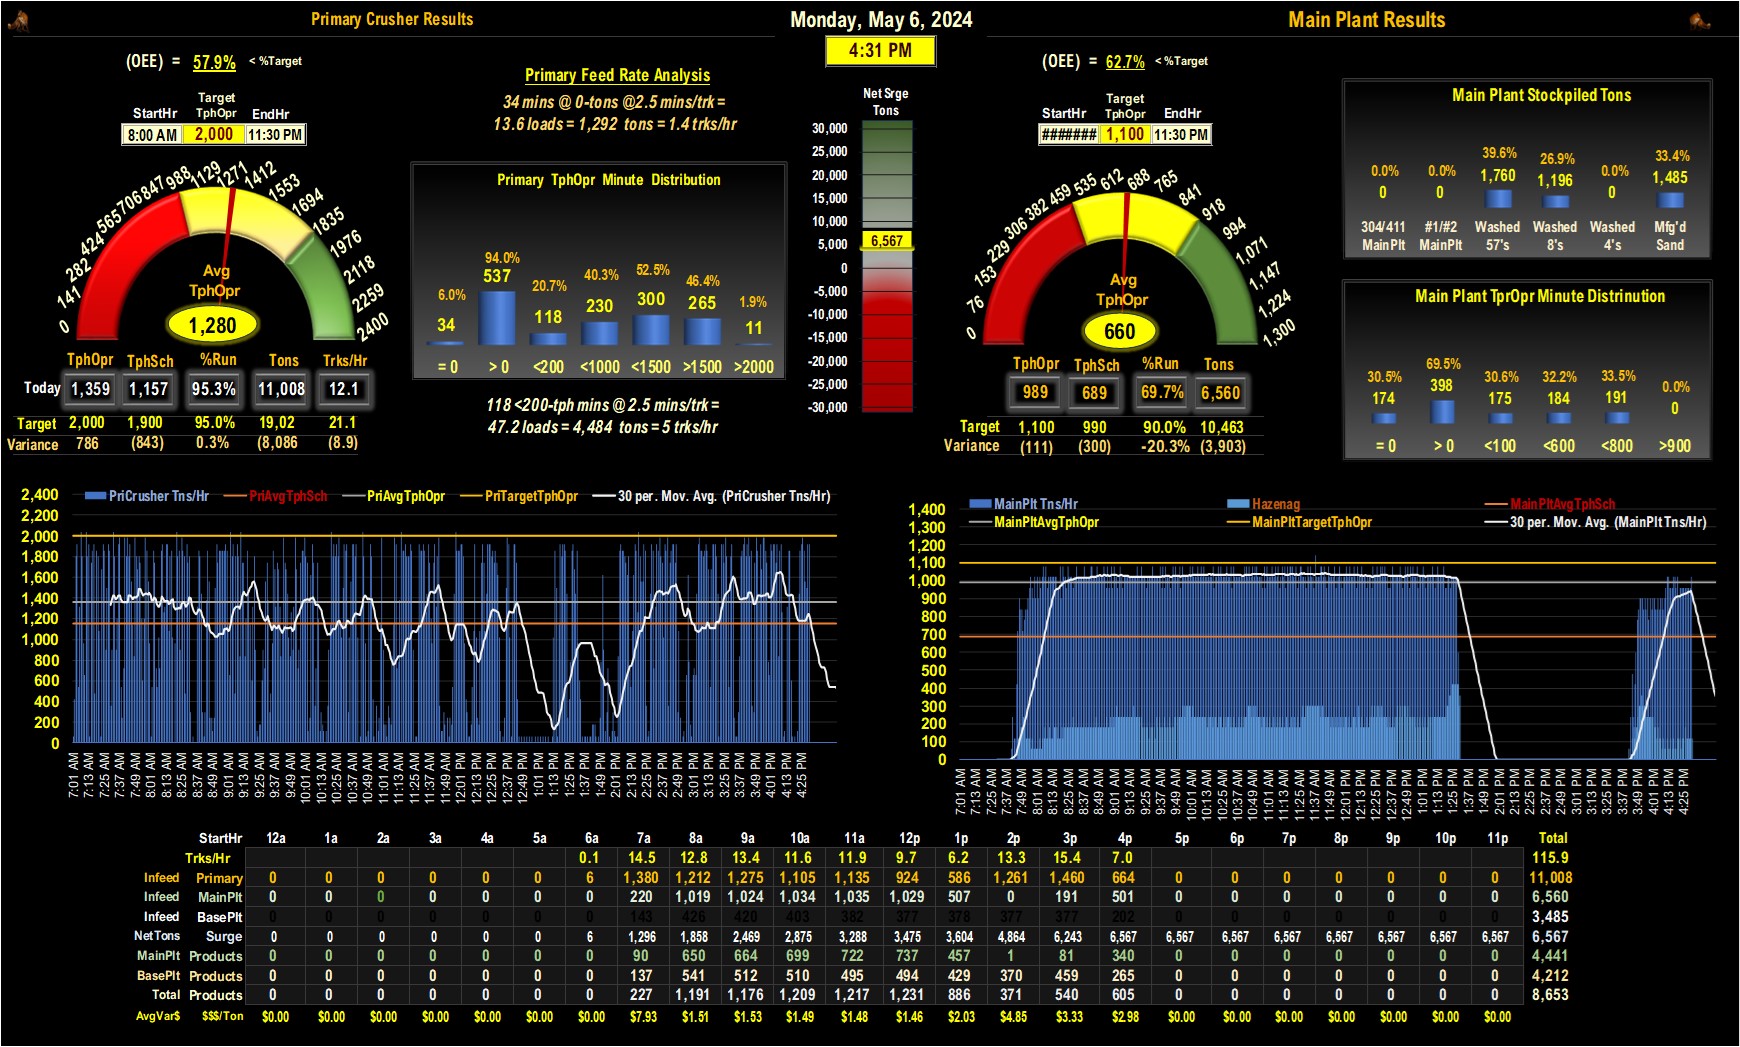 Primary Crusher Results
Monday, May 6, 2024
Main Plant Results
4:31 PM
(OEE) = 57.9% < %Target
StartHr Target TphOpr EndHr
8:00 AM 2,000 11:30 PM
0 141 282 424 565 706 847 988 1129 1271 1412 1553 1694 1835 1976 2118 2259 2400
Avg
TphOpr
1,280
TphOpr TphSch %Run Tons Trks/Hr
Today 1,359 1,157 95.3% 11,008 12.1
Target 2,000 1,900 95.0% 19,02 21.1
Variance 786 (843) 0.3% (8,086 (8.9)
Primary Feed Rate Analysis
34 mins @ 0-tons @2.5 mins/trk =
13.6 loads = 1,292 tons = 1.4 trks/hr
Primary TphOpr Minute Distribution
6.0% 94.0% 20.7% 40.3% 52.5% 46.4% 1.9%
34 537 118 230 300 265 11
= 0 > 0 <200 <1000 <1500 >1500 >2000
118 <200-tph mins @ 2.5 mins/trk =
47.2 loads = 4,484 tons = 5 trks/hr
Net Srge
Tons
30,000
25,000
20,000
15,000
10,000
5,000
6,567
0
-5,000
-10,000
-15,000
-20,000
-25,000
-30,000
(OEE) = 62.7% < %Target
StartHr Target TphOpr EndHr
####### 1,100 11:30 PM
0 76 153 229 306 382 459 535 612 688 765 841 918 994 1,071 1,147 1,224 1,300
Avg
TphOpr
660
TphOpr TphSch %Run Tons
989 689 69.7% 6,560
Target 1,100 990 90.0% 10,463
Variance (111) (300) -20.3% (3,903)
Main Plant Stockpiled Tons
0.0% 0.0% 39.6% 26.9% 0.0% 33.4%
0 0 1,760 1,196 0 1,485
304/411 #1/#2 Washed Washed Washed Mfg'd
MainPlt MainPlt 57's 8's 4's Sand
Main Plant TprOpr Minute Distrinution
30.5% 69.5% 30.6% 32.2% 33.5% 0.0%
174 398 175 184 191 0
= 0 > 0 <100 <600 <800 >900
PriCrusher Tns/Hr PriAvgTphSch PriAvgTphOpr PriTargetTphOpr 30 per. Mov. Avg. (PriCrusher Tns/Hr)
2,400
2,200
2,000
1,800
1,600
1,400
1,200
1,000
800
600
400
200
0
7:01 AM 7:13 AM 7:25 AM 7:37 AM 7:49 AM 8:01 AM 8:13 AM 8:25 AM 8:37 AM 8:49 AM 9:01 AM 9:13 AM 9:25 AM 9:37 AM 9:49 AM 10:01 AM 10:13 AM 10:25 AM 10:37 AM 10:49 AM 11:01 AM 11:13 AM 11:25 AM 11:37 AM 11:49 AM 12:01 PM 12:13 PM 12:25 PM 12:37 PM 12:49 PM 1:01 PM 1:13 PM 1:25 PM 1:37 PM 1:49 PM 2:01 PM 2:13 PM 2:25 PM 2:37 PM 2:49 PM 3:01 PM 3:13 PM 3:25 PM 3:37 PM 3:49 PM 4:01 PM 4:13 PM 4:25 PM
MainPlt Tns/Hr Hazenag MainPltAvgTphSch
MainPltAvgTphOpr MainPltTargetTphOpr 30 per. Mov. Avg. (MainPlt Tns/Hr)
1,400
1,300
1,200
1,100
1,000
900
800
700
600
500
400
300
200
100
0
7:01 AM 7:13 AM 7:25 AM 7:37 AM 7:49 AM 8:01 AM 8:13 AM 8:25 AM 8:37 AM 8:49 AM 9:01 AM 9:13 AM 9:25 AM 9:37 AM 9:49 AM 10:01 AM 10:13 AM 10:25 AM 10:37 AM 10:49 AM 11:01 AM 11:13 AM 11:25 AM 11:37 AM 11:49 AM 12:01 PM 12:13 PM 12:25 PM 12:37 PM 12:49 PM 1:01 PM 1:13 PM 1:25 PM 1:37 PM 1:49 PM 2:01 PM 2:13 PM 2:25 PM 2:37 PM 2:49 PM 3:01 PM 3:13 PM 3:25 PM 3:37 PM 3:49 PM 4:01 PM 4:13 PM 4:25 PM
StartHr 12a 1a 2a 3a 4a 5a 6a 7a 8a 9a 10a 11a 12p 1p 2p 3p 4p 5p 6p 7p 8p 9p 10p 11p Total
Trks/Hr 0.1 14.5 12.8 13.4 11.6 11.9 9.7 6.2 13.3 15.4 7.0 115.9
Infeed Primary 0 0 0 0 0 0 6 1,380 1,212 1,275 1,105 1,135 924 586 1,261 1,460 664 0 0 0 0 0 0 0 11,008
Infeed MainPlt 0 0 0 0 0 0 0 220 1,019 1,024 1,034 1,035 1,029 507 0 191 501 0 0 0 0 0 0 0 6,560
Infeed BasePlt 0 0 0 0 0 0 0 143 426 420 403 382 377 378 377 377 202 0 0 0 0 0 0 0 3,485
NetTons Surge 0 0 0 0 0 0 6 1,296 1,858 2,469 2,875 3,288 3,475 3,604 4,864 6,243 6,567 6,567 6,567 6,567 6,567 6,567 6,567 6,567 6,567
MainPlt Products 0 0 0 0 0 0 0 90 650 664 699 722 737 457 1 81 340 0 0 0 0 0 0 0 4,441
BasePlt Products 0 0 0 0 0 0 0 137 541 512 510 495 494 429 370 459 265 0 0 0 0 0 0 0 4,212
Total Products 0 0 0 0 0 0 0 227 1,191 1,176 1,209 1,217 1,231 886 371 540 605 0 0 0 0 0 0 0 8,653
AvgVar$ $$$/Ton $0.00 $0.00 $0.00 $0.00 $0.00 $0.00 $0.00 $7.93 $1.51 $1.53 $1.49 $1.48 $1.46 $2.03 $4.85 $3.33 $2.98 $0.00 $0.00 $0.00 $0.00 $0.00 $0.00 $0.00